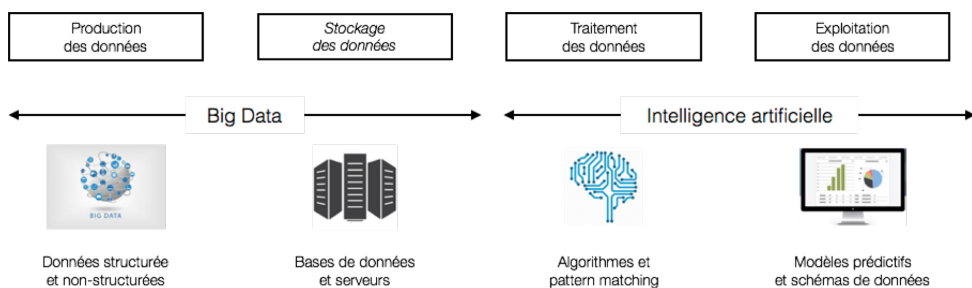 Production
des données
Stockage
des données
Traitement
des données
Exploitation
des données
Big Data
Intelligence artificielle
BIG DATA
Données structurée
et non-structurées
Bases de données
et serveurs
Algorithmes et
pattern matching
Modèles prédictifs
et schémas de données